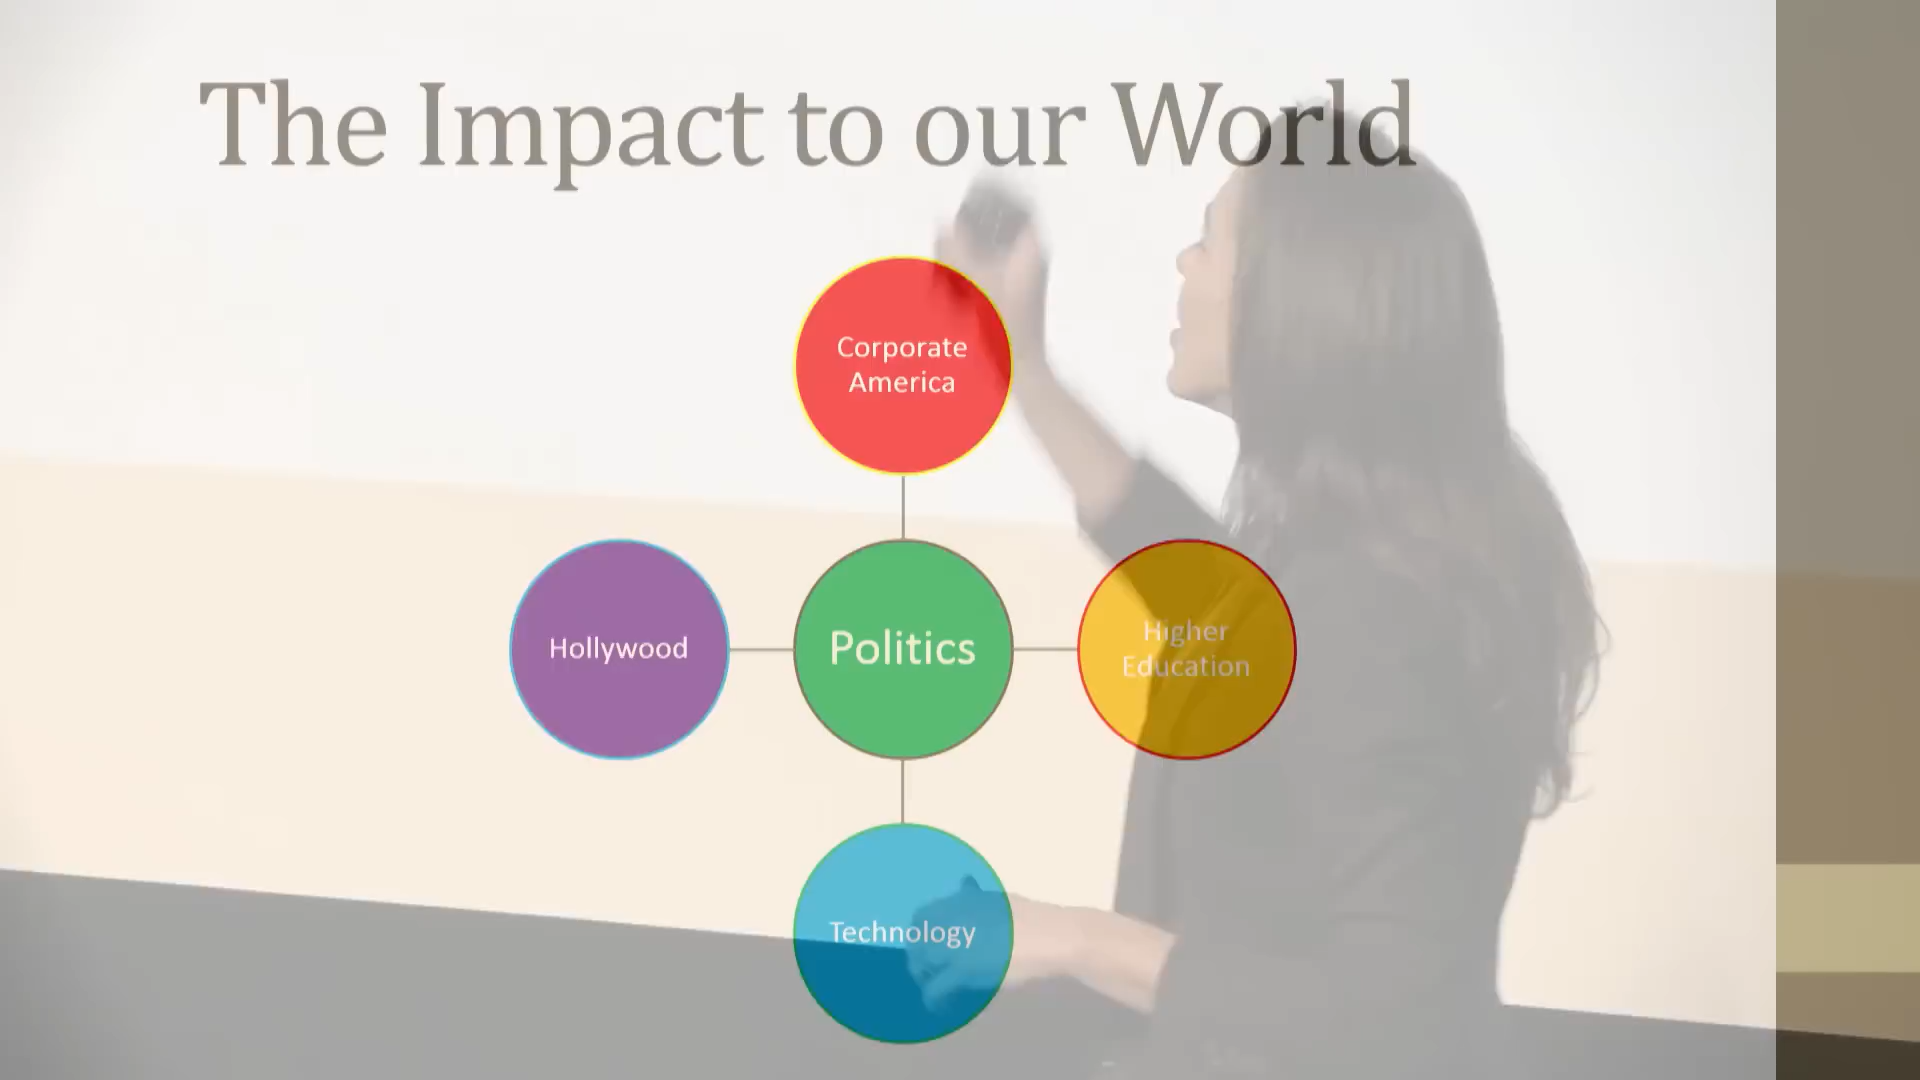 The Impact to our World
Corporate
America
Hollywood
Politics
Higher
Education
Technology